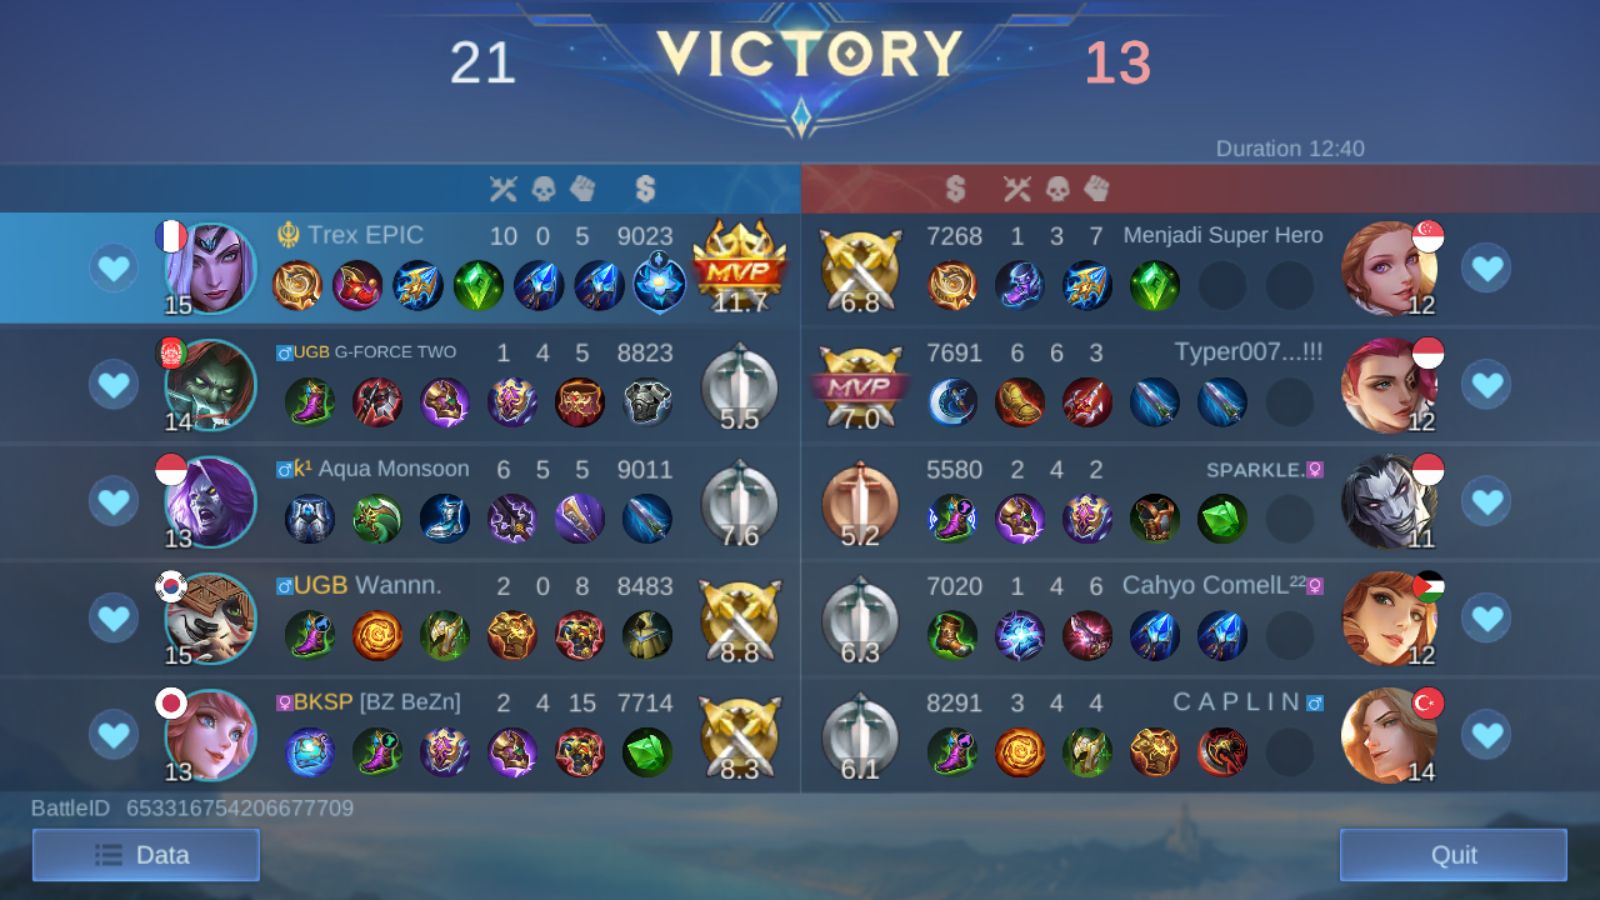 VICTORY
21
13
Duration 12:40
Trex EPIC 10 0 5 9023
15
MVP
11.7
6.8
7268 1 3 7 Menjadi Super Hero
12
UGB G-FORCE TWO 1 4 5 8823
14
5.5
MVP
7.0
7691 6 6 3 Typer007...!!!
12
ƙ¹ Aqua Monsoon 6 5 5 9011
13
7.6
5.2
5580 2 4 2 SPARKLE.
11
UGB Wannn. 2 0 8 8483
15
8.8
6.3
7020 1 4 6 Cahyo ComelL²²
12
BKSP [BZ BeZn] 2 4 15 7714
13
8.3
6.1
8291 3 4 4 C A P L I N
14
BattleID 653316754206677709
Data
Quit